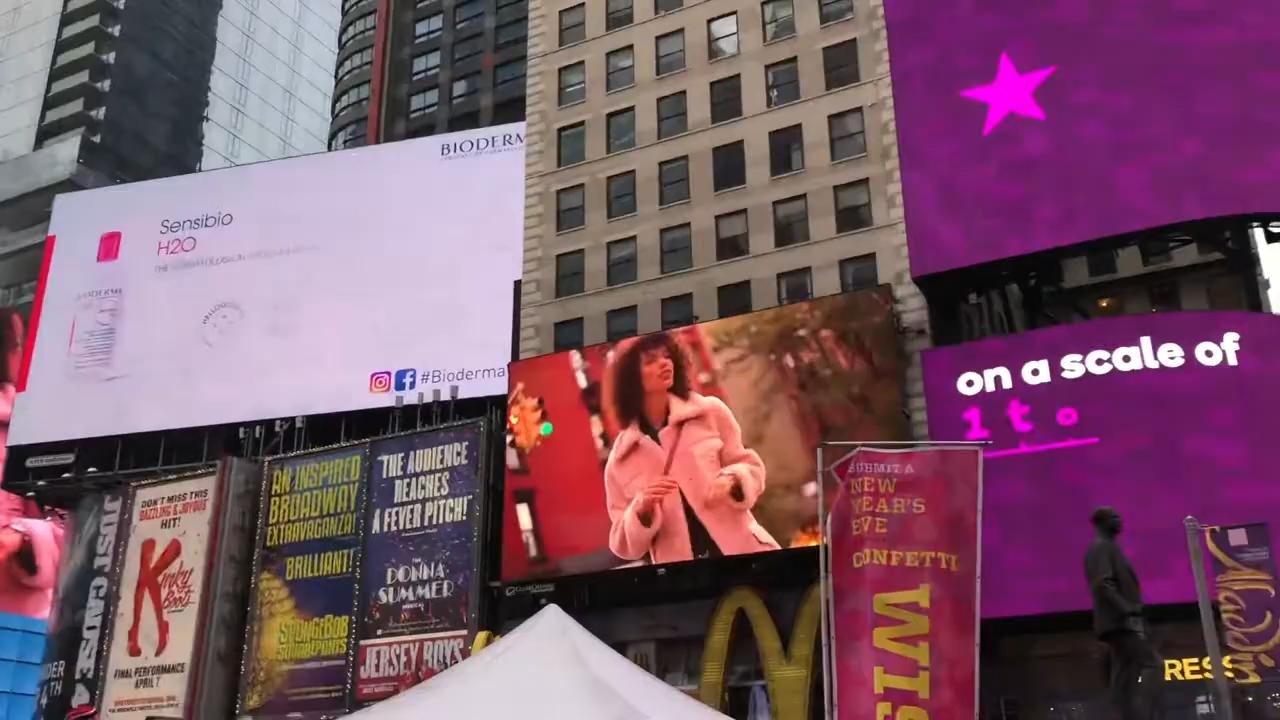 BIODERM
Sensibio
H2O
#Bioderma
on a scale of
1 to
DON'T MISS THIS
DAZZLING & JOYOUS
HIT!
Kinky
Boots
FINAL PERFORMANCE
APRIL 7
JUST CAUSE 4
AN INSPIRED
BROADWAY
EXTRAVAGANZA!
BRILLIANT!
SPONGEBOB
SQUAREPANTS
"THE AUDIENCE
REACHES
A FEVER PITCH!"
DONNA
SUMMER
MUSICAL
JERSEY BOYS
SUBMIT A
NEW
YEAR'S
EVE
CONFETTI
WIS
Aladdin
RESS